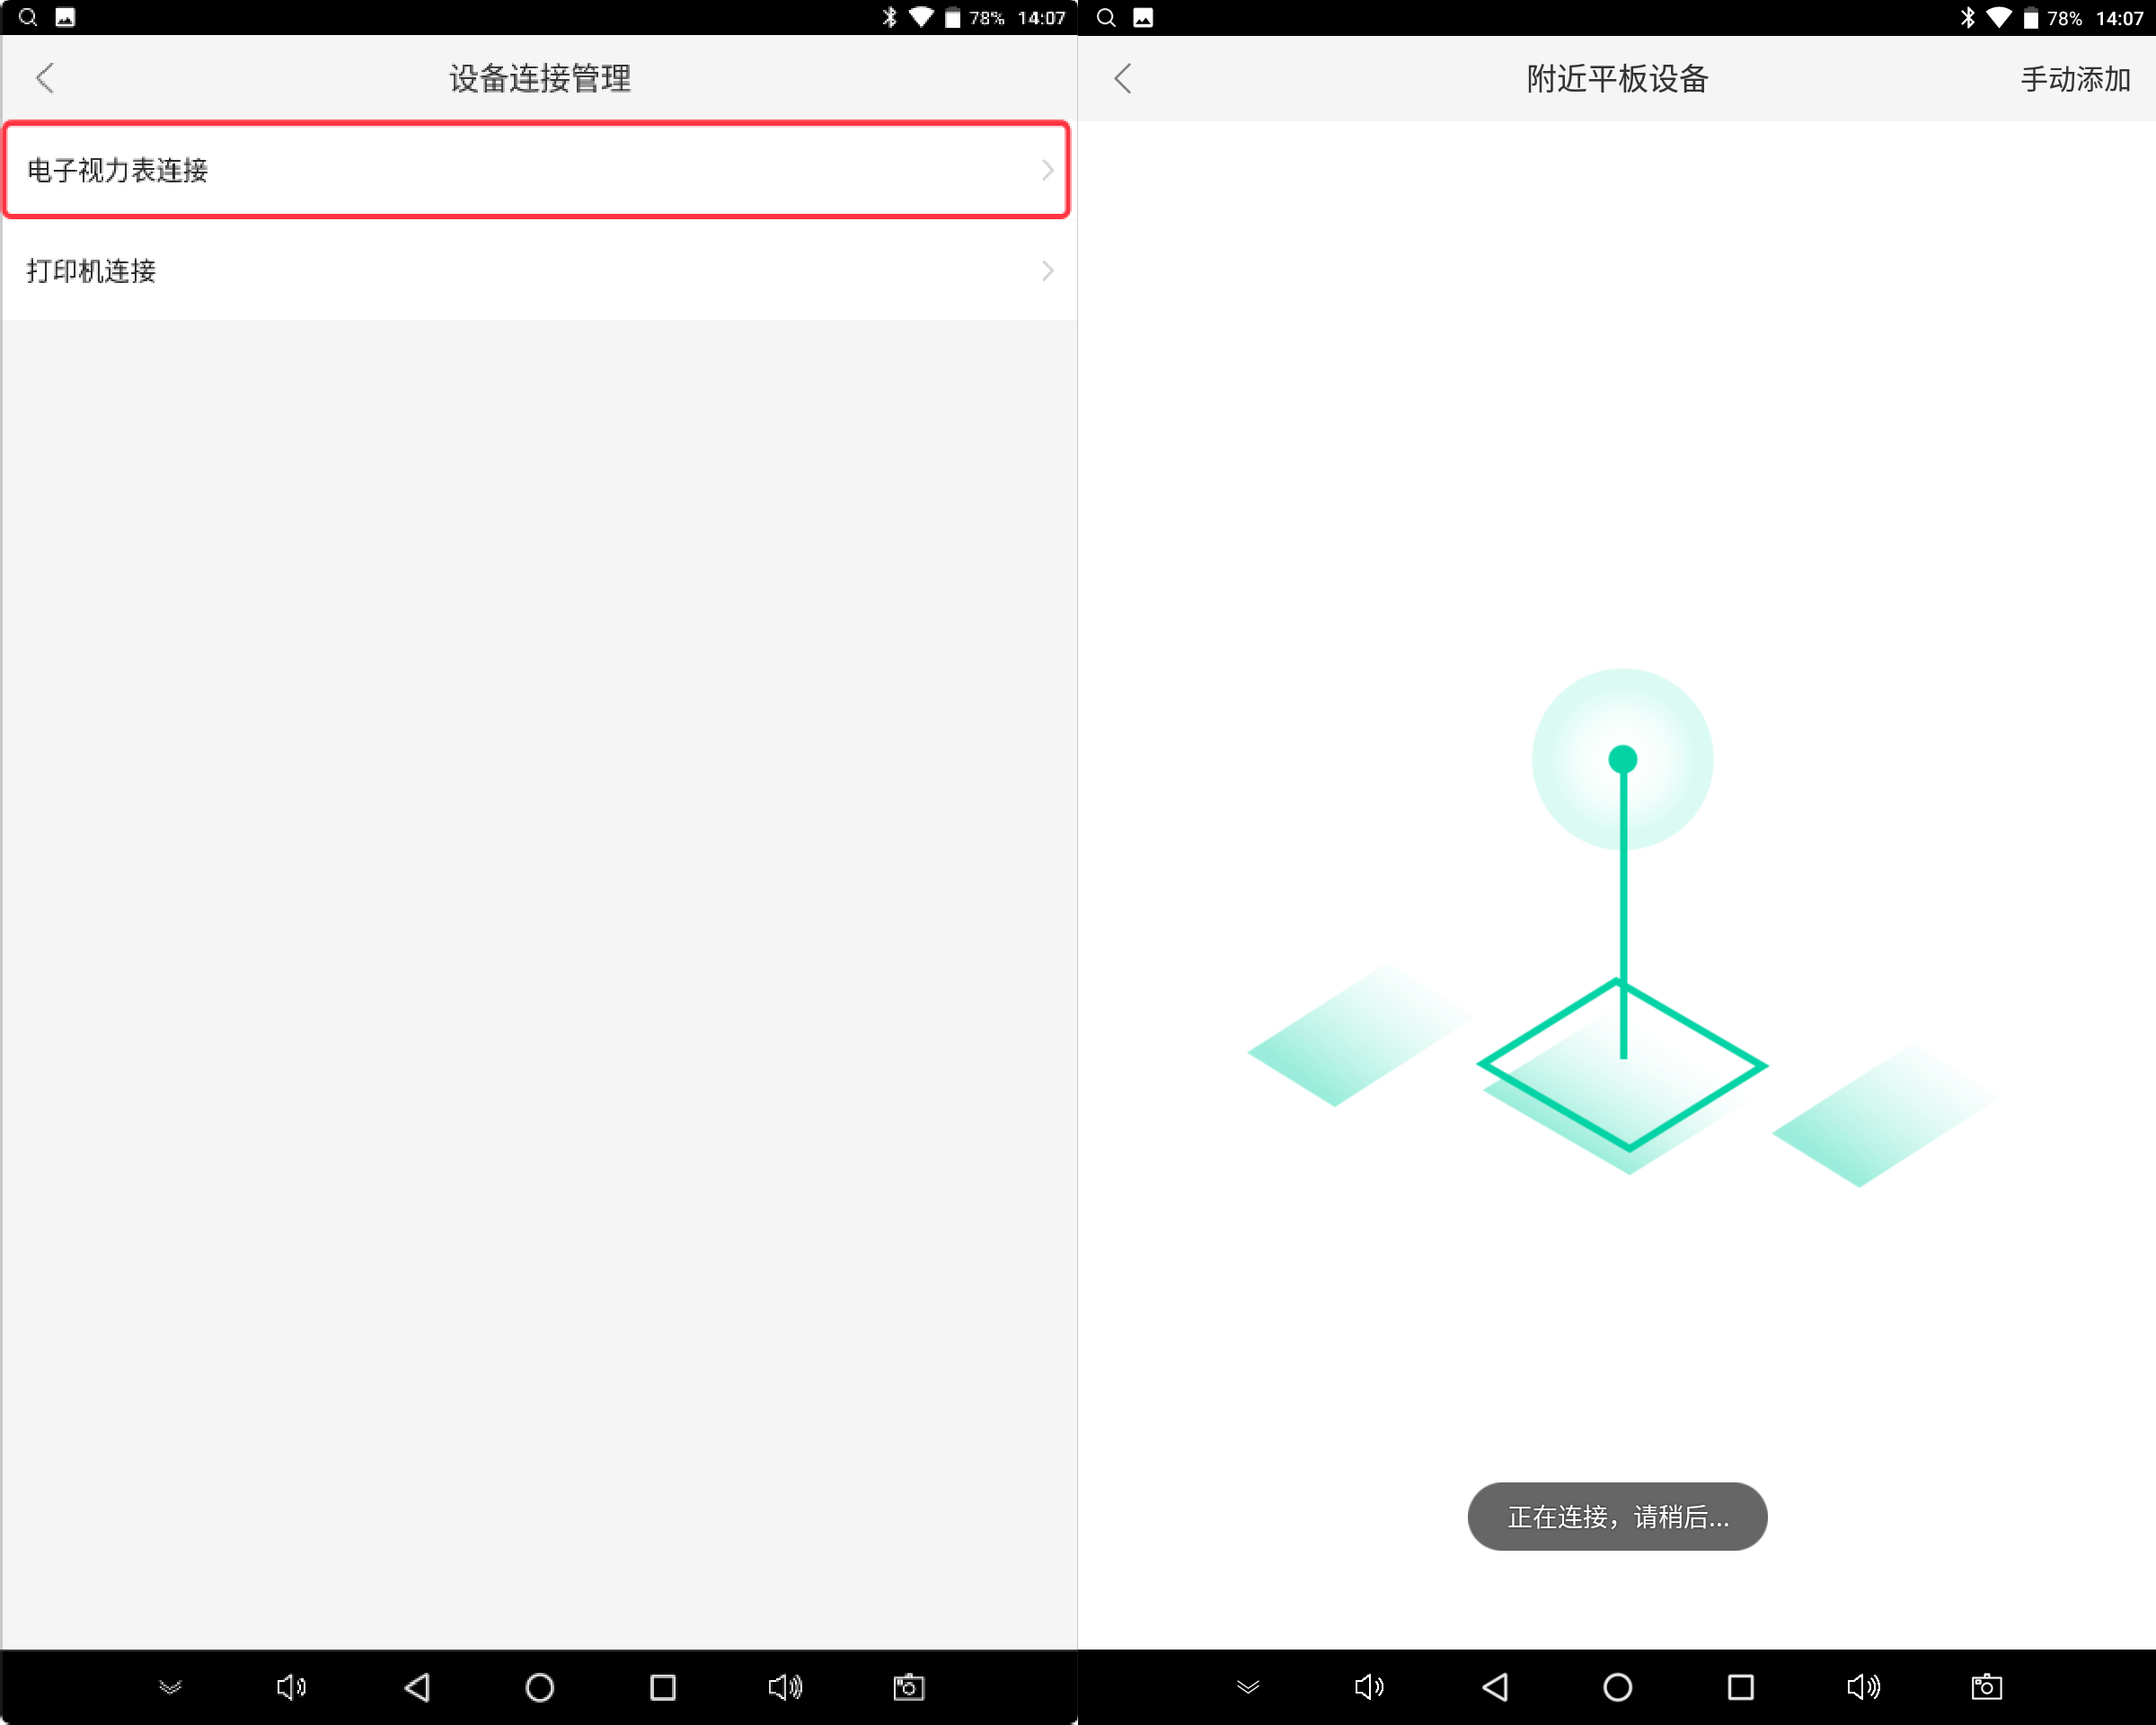 78% 14:07
设备连接管理
电子视力表连接
打印机连接
78% 14:07
附近平板设备 手动添加
正在连接，请稍后...